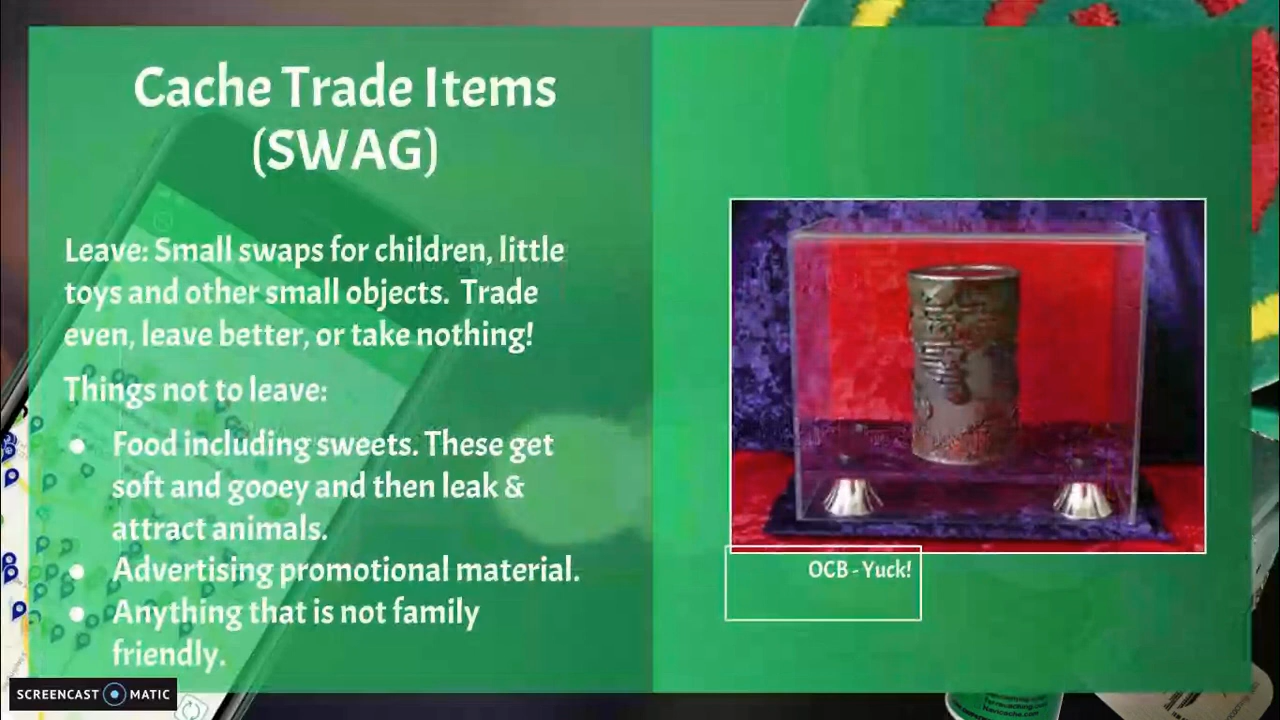 Cache Trade Items
(SWAG)
Leave: Small swaps for children, little
toys and other small objects.  Trade
even, leave better, or take nothing!
Things not to leave:
● Food including sweets. These get
soft and gooey and then leak &
attract animals.
● Advertising promotional material.
● Anything that is not family
friendly.
OCB - Yuck!
SCREENCAST MATIC